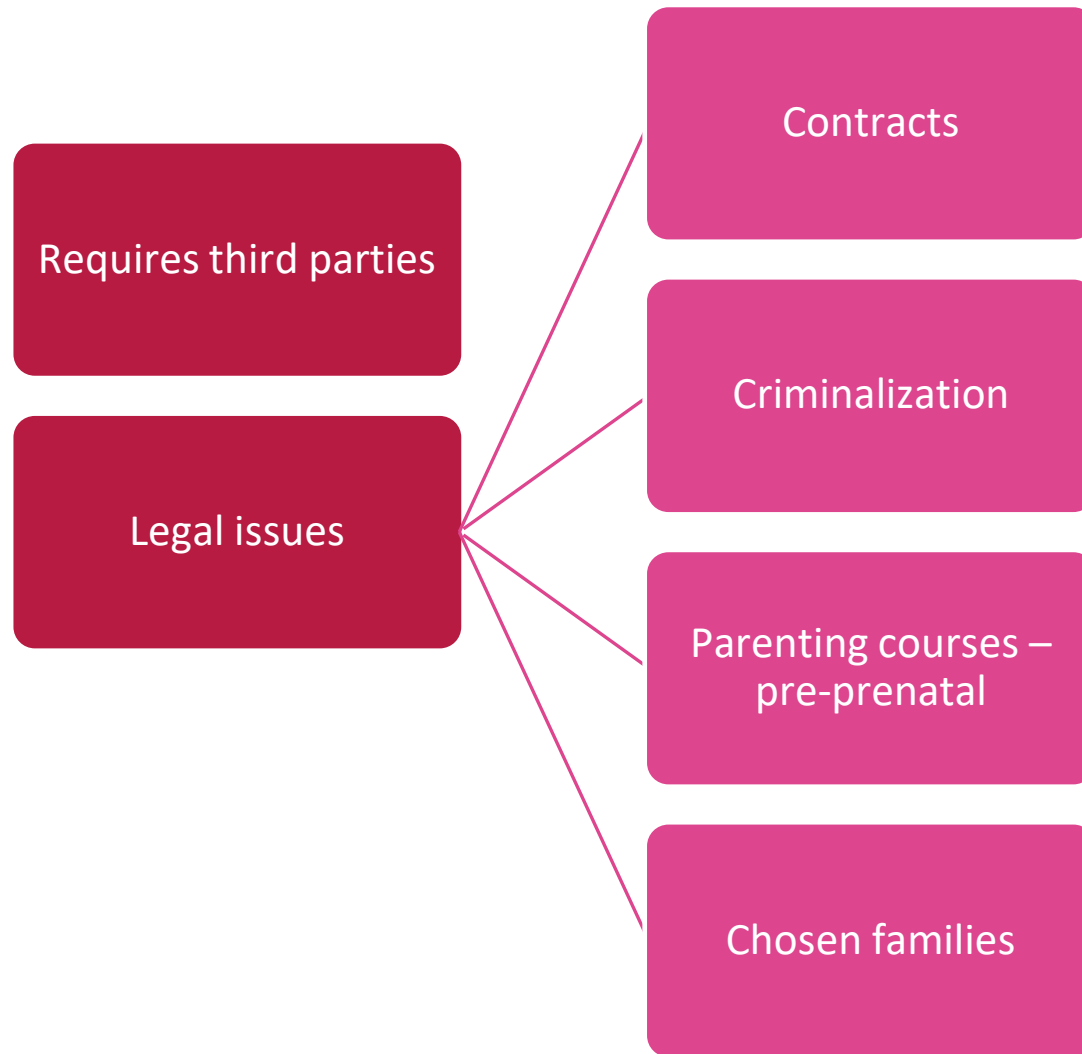 Requires third parties
Legal issues
Contracts
Criminalization
Parenting courses –
pre-prenatal
Chosen families